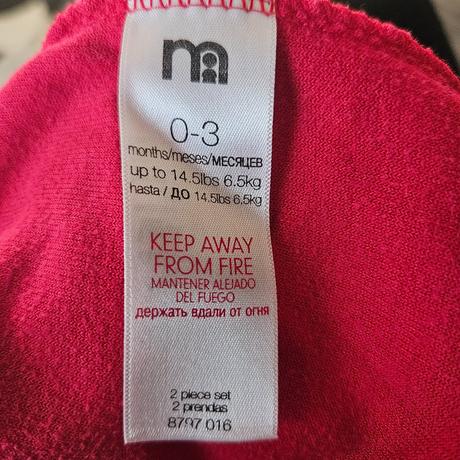 m
0-3
months/meses/МЕСЯЦЕВ
up to 14.5lbs 6.5kg
hasta / ДО 14.5lbs 6.5kg
KEEP AWAY
FROM FIRE
MANTENER ALEJADO
DEL FUEGO
держать вдали от огня
2 piece set
2 prendas
8797 016